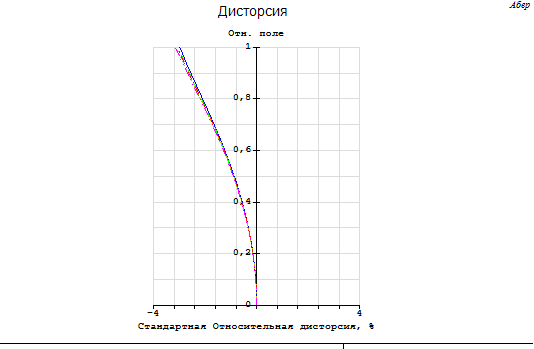 Абер
Дисторсия
Отн. поле
1
0,8
0,6
0,4
0,2
0
-4 4
Стандартная Относительная дисторсия, %